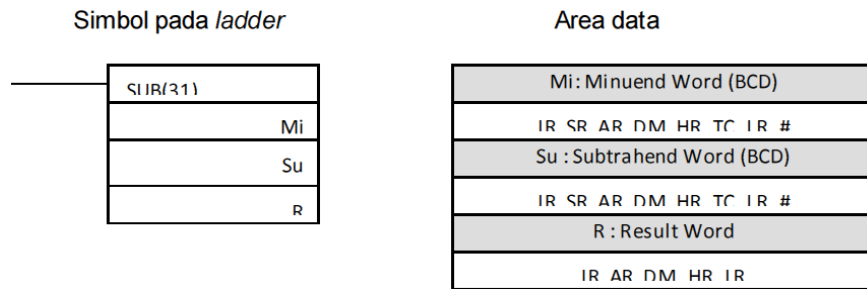 Simbol pada ladder
Area data
SUB(31)
Mi
Su
R
Mi: Minuend Word (BCD)
IR SR AR DM HR TC LR #
Su : Subtrahend Word (BCD)
IR SR AR DM HR TC LR #
R : Result Word
IR AR DM HR LR